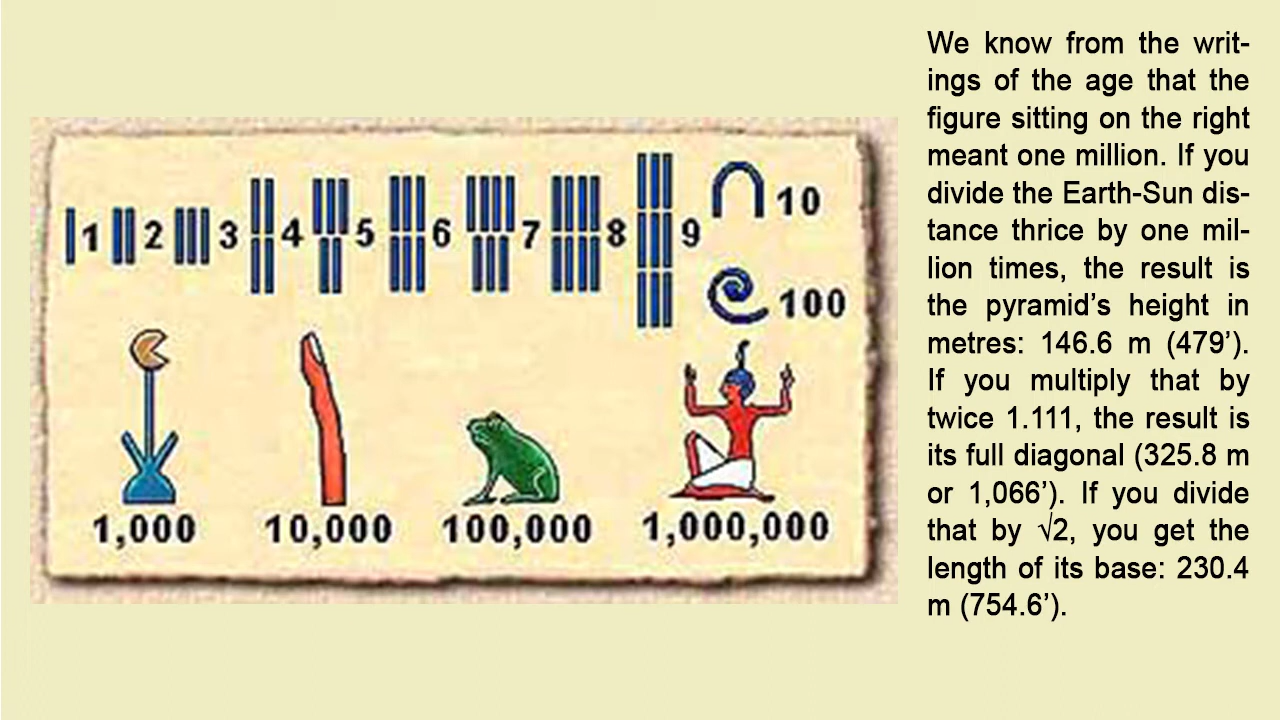 1 2 3 4 5 6 7 8 9 10
100
1,000 10,000 100,000 1,000,000
We know from the writ-
ings of the age that the
figure sitting on the right
meant one million. If you
divide the Earth-Sun dis-
tance thrice by one mil-
lion times, the result is
the pyramid’s height in
metres: 146.6 m (479’).
If you multiply that by
twice 1.111, the result is
its full diagonal (325.8 m
or 1,066’). If you divide
that by √2, you get the
length of its base: 230.4
m (754.6’).